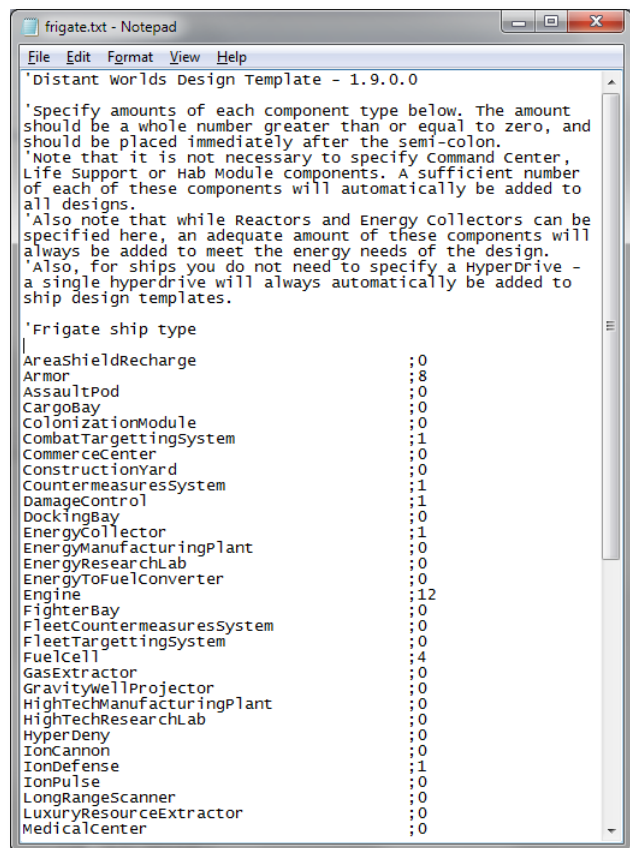 frigate.txt - Notepad
File Edit Format View Help
'Distant Worlds Design Template - 1.9.0.0
'Specify amounts of each component type below. The amount
should be a whole number greater than or equal to zero, and
should be placed immediately after the semi-colon.
'Note that it is not necessary to specify Command Center,
Life Support or Hab Module components. A sufficient number
of each of these components will automatically be added to
all designs.
'Also note that while Reactors and Energy Collectors can be
specified here, an adequate amount of these components will
always be added to meet the energy needs of the design.
'Also, for ships you do not need to specify a HyperDrive -
a single hyperdrive will always automatically be added to
ship design templates.
'Frigate ship type
AreaShieldRecharge ;0
Armor ;8
AssaultPod ;0
CargoBay ;0
ColonizationModule ;0
CombatTargettingSystem ;1
CommerceCenter ;0
ConstructionYard ;0
CountermeasuresSystem ;1
DamageControl ;1
DockingBay ;0
EnergyCollector ;1
EnergyManufacturingPlant ;0
EnergyResearchLab ;0
EnergyToFuelConverter ;0
Engine ;12
FighterBay ;0
FleetCountermeasuresSystem ;0
FleetTargettingSystem ;0
FuelCell ;4
GasExtractor ;0
GravityWellProjector ;0
HighTechManufacturingPlant ;0
HighTechResearchLab ;0
HyperDeny ;0
IonCannon ;0
IonDefense ;1
IonPulse ;0
LongRangeScanner ;0
LuxuryResourceExtractor ;0
MedicalCenter ;0